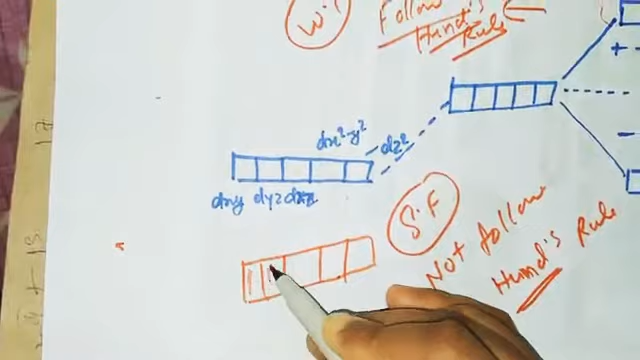 W.F
Follow
Hund's
Rule
+
-
dx²-y²
dz²
dxy dyz dxz
S.F
Not follow
Hund's Rule